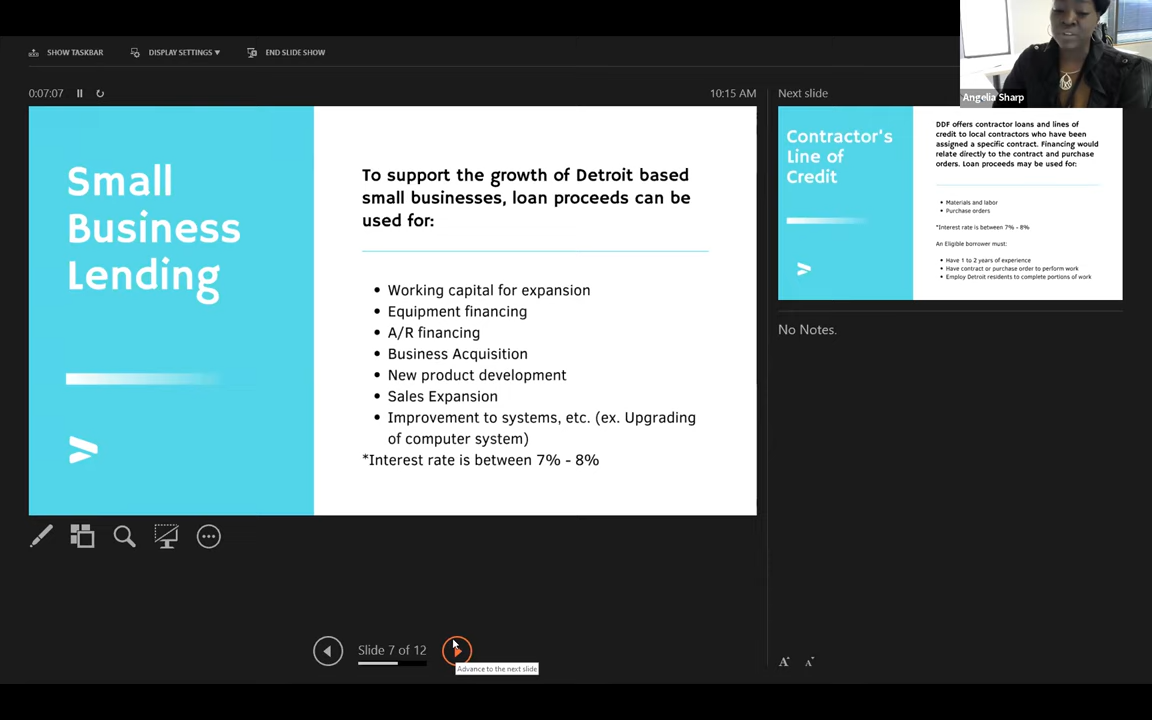 SHOW TASKBAR
DISPLAY SETTINGS ▾
END SLIDE SHOW
Angelia Sharp
0:07:07
10:15 AM
Next slide
Small
Business
Lending
To support the growth of Detroit based
small businesses, loan proceeds can be
used for:
• Working capital for expansion
• Equipment financing
• A/R financing
• Business Acquisition
• New product development
• Sales Expansion
• Improvement to systems, etc. (ex. Upgrading
of computer system)
*Interest rate is between 7% - 8%
Contractor's
Line of
Credit
DDF offers contractor loans and lines of
credit to local contractors who have been
assigned a specific contract. Financing would
relate directly to the contract and purchase
orders. Loan proceeds may be used for:
• Materials and labor
• Purchase orders
*Interest rate is between 7% - 8%
An Eligible borrower must:
• Have 1 to 2 years of experience
• Have contract or purchase order to perform work
• Employ Detroit residents to complete portions of work
No Notes.
Slide 7 of 12
Advance to the next slide
A A